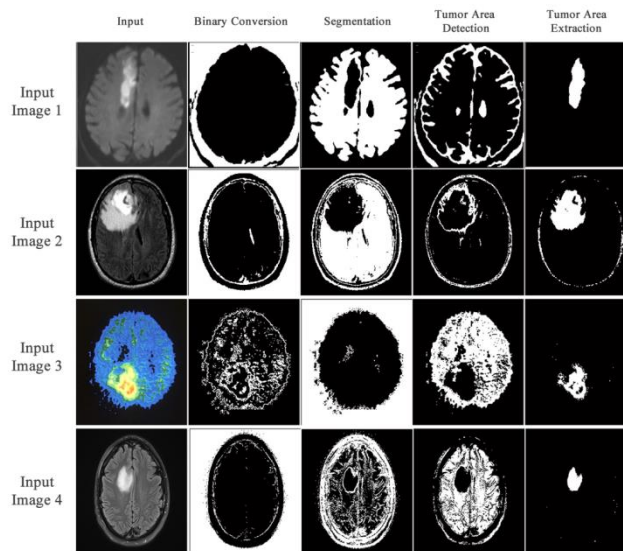 Input
Binary Conversion
Segmentation
Tumor Area
Detection
Tumor Area
Extraction
Input
Image 1
Input
Image 2
Input
Image 3
Input
Image 4